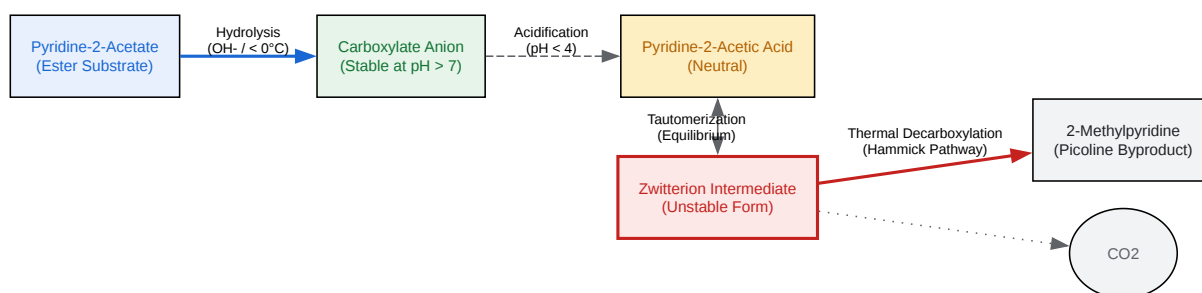 Pyridine-2-Acetate
(Ester Substrate)
Hydrolysis
(OH- / < 0°C)
Carboxylate Anion
(Stable at pH > 7)
Acidification
(pH < 4)
Pyridine-2-Acetic Acid
(Neutral)
Tautomerization
(Equilibrium)
Zwitterion Intermediate
(Unstable Form)
Thermal Decarboxylation
(Hammick Pathway)
2-Methylpyridine
(Picoline Byproduct)
CO2